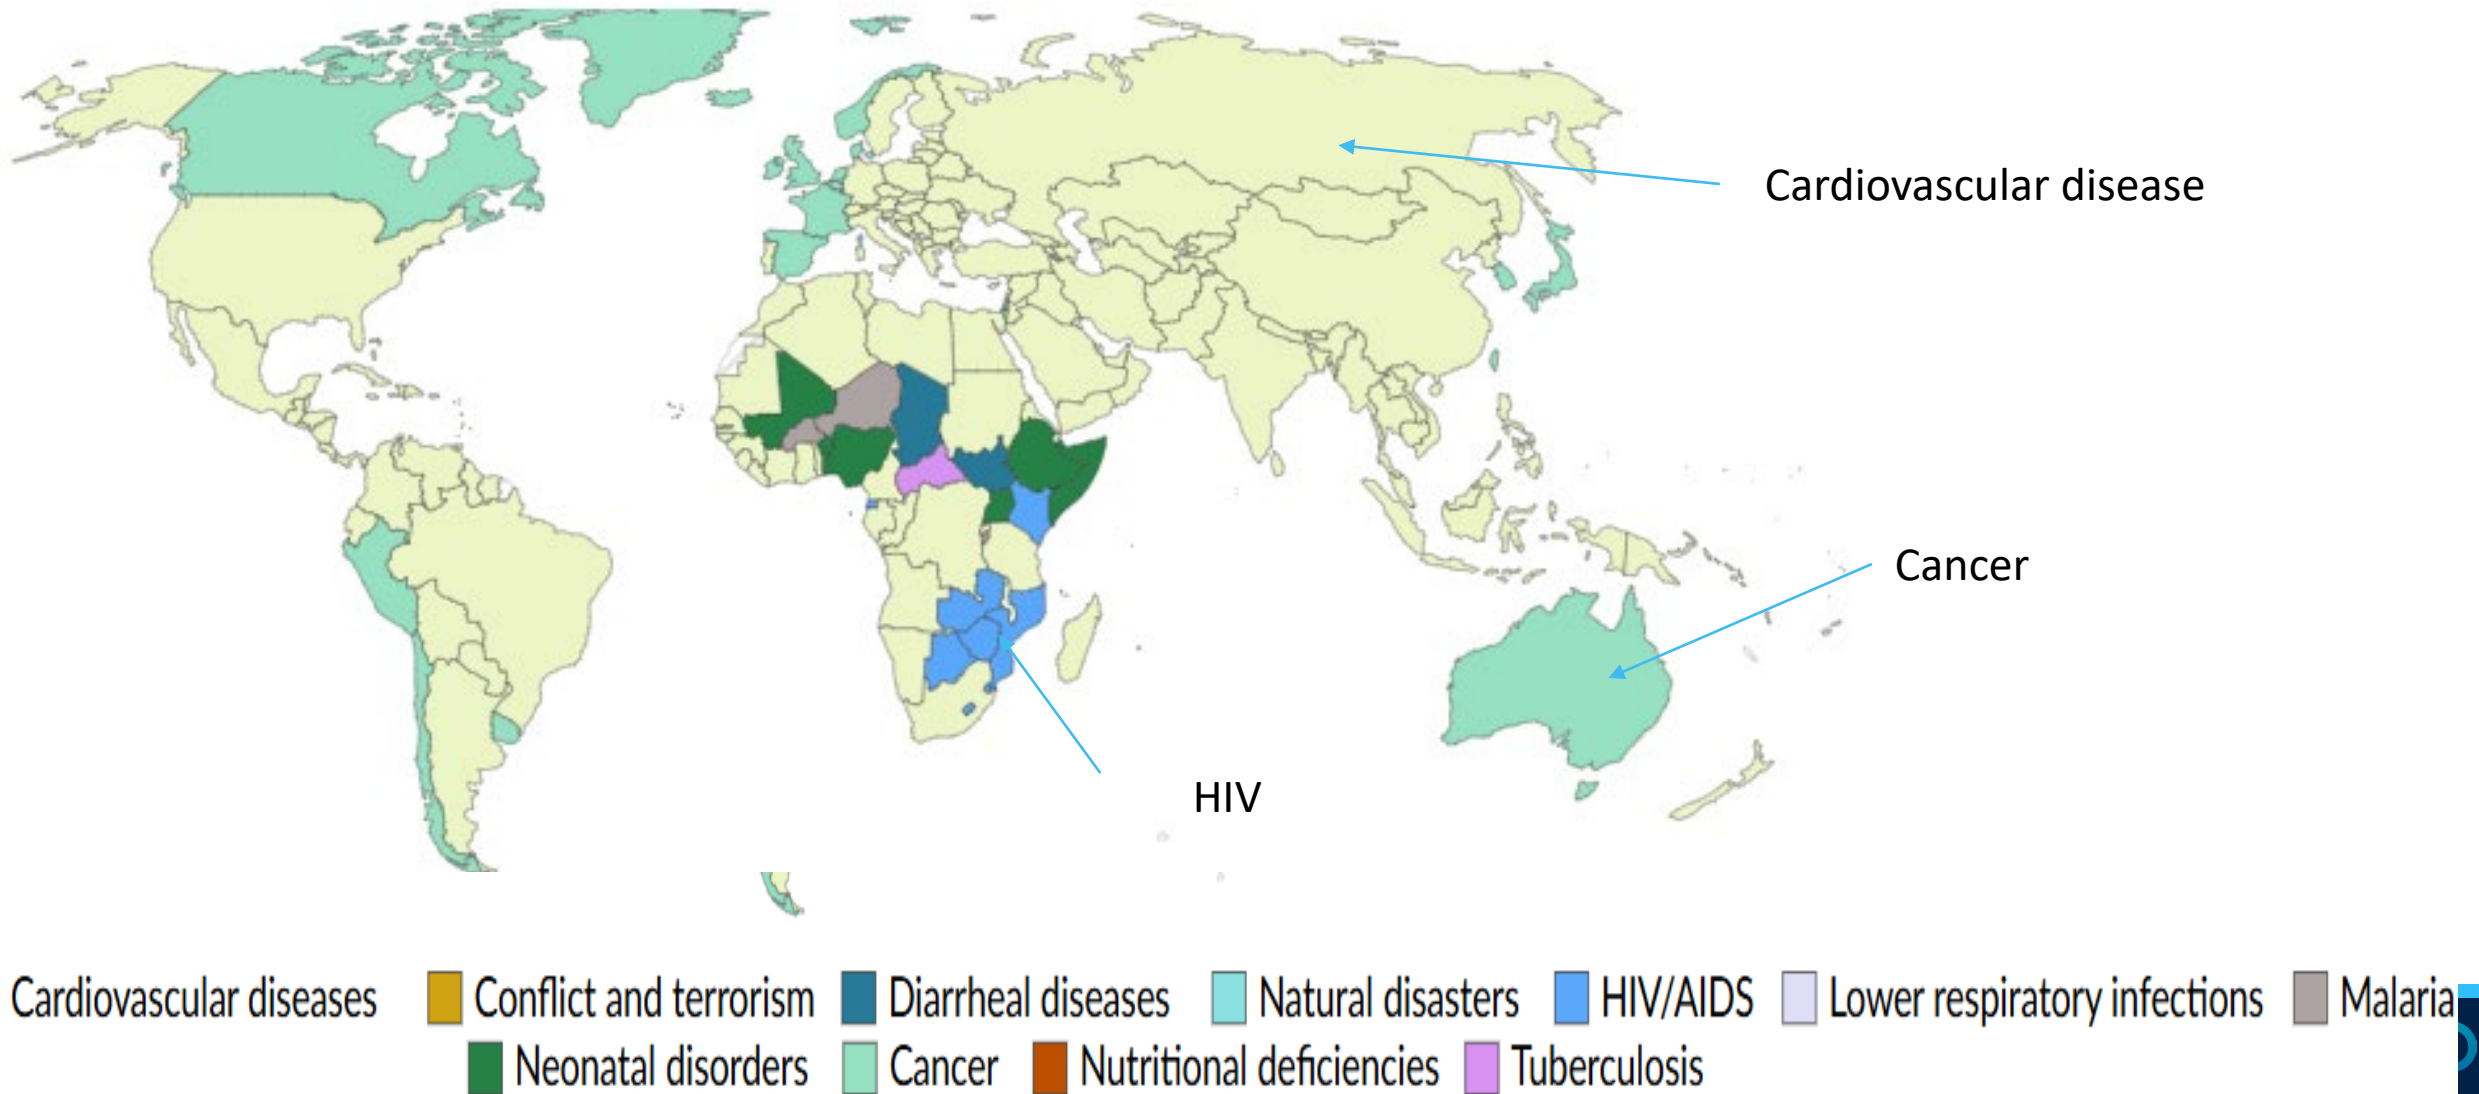 Cardiovascular disease
Cancer
HIV
Cardiovascular diseases Conflict and terrorism Diarrheal diseases Natural disasters HIV/AIDS Lower respiratory infections Malaria
Neonatal disorders Cancer Nutritional deficiencies Tuberculosis